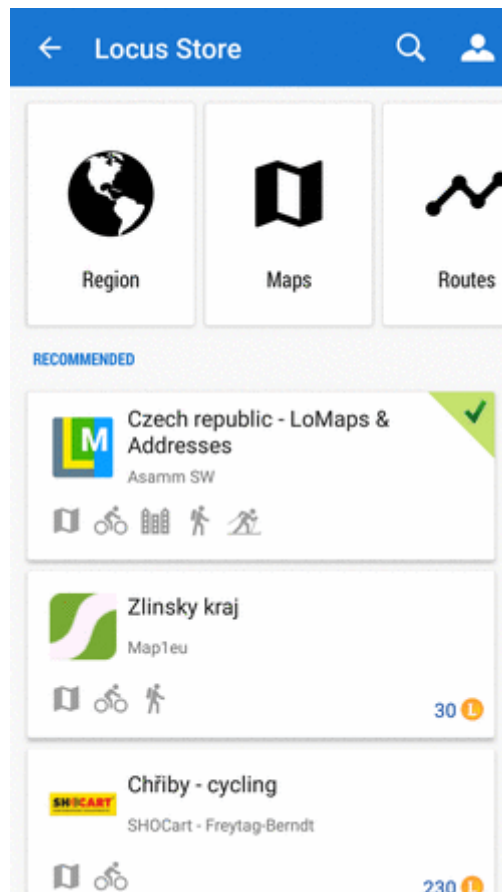 Locus Store
Region
Maps
Routes
RECOMMENDED
LM
Czech republic - LoMaps &
Addresses
Asamm SW
Zlinsky kraj
Map1eu
30 L
SHOCART
Chřiby - cycling
SHOCart - Freytag-Berndt
230 L